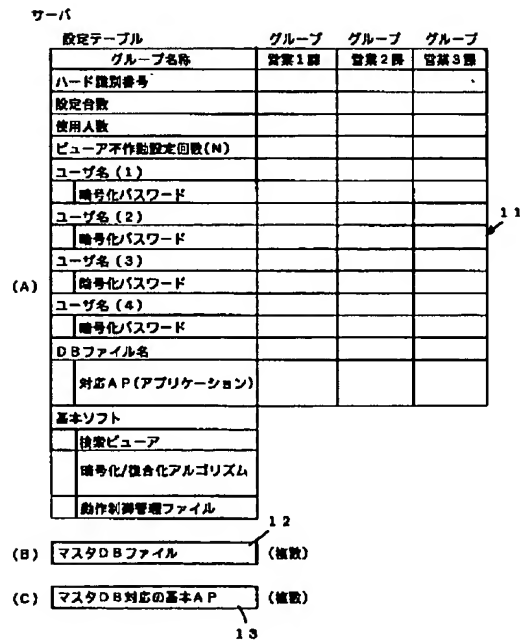 サーバ
設定テーブル グループ グループ グループ
グループ名称 営業1課 営業2課 営業3課
ハード識別番号
設定台数
使用人数
ビューア不作動設定回数(N)
ユーザ名(1)
暗号化パスワード
11
ユーザ名(2)
暗号化パスワード
ユーザ名(3)
(A) 暗号化パスワード
ユーザ名(4)
暗号化パスワード
DBファイル名
対応AP(アプリケーション)
基本ソフト
検索ビューア
暗号化/復合化アルゴリズム
動作制御管理ファイル
12
(B) マスタDBファイル (複数)
(C) マスタDB対応の基本AP (複数)
13